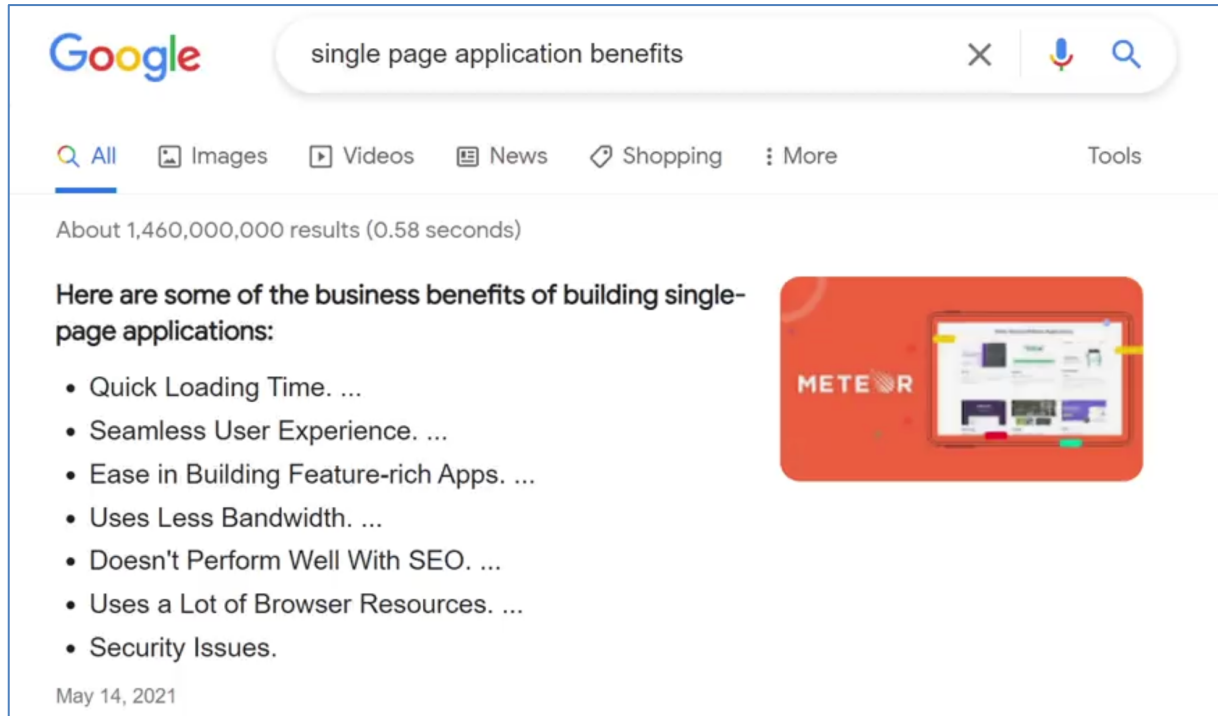 Google
single page application benefits
All Images Videos News Shopping More Tools
About 1,460,000,000 results (0.58 seconds)
Here are some of the business benefits of building single-
page applications:
• Quick Loading Time. ...
• Seamless User Experience. ...
• Ease in Building Feature-rich Apps. ...
• Uses Less Bandwidth. ...
• Doesn't Perform Well With SEO. ...
• Uses a Lot of Browser Resources. ...
• Security Issues.
May 14, 2021
METEOR